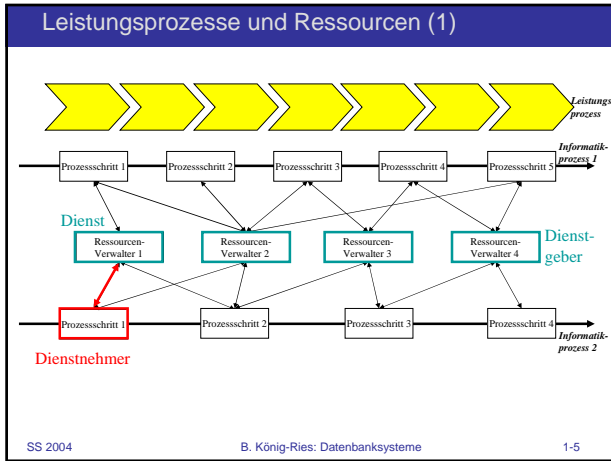 Leistungsprozesse und Ressourcen (1)
Leistungs
prozess
Informatik-
prozess 1
Prozessschritt 1
Prozessschritt 2
Prozessschritt 3
Prozessschritt 4
Prozessschritt 5
Dienst
Ressourcen-
Verwalter 1
Ressourcen-
Verwalter 2
Ressourcen-
Verwalter 3
Ressourcen-
Verwalter 4
Dienst-
geber
Prozessschritt 1
Prozessschritt 2
Prozessschritt 3
Prozessschritt 4
Informatik-
prozess 2
Dienstnehmer
SS 2004 B. König-Ries: Datenbanksysteme 1-5